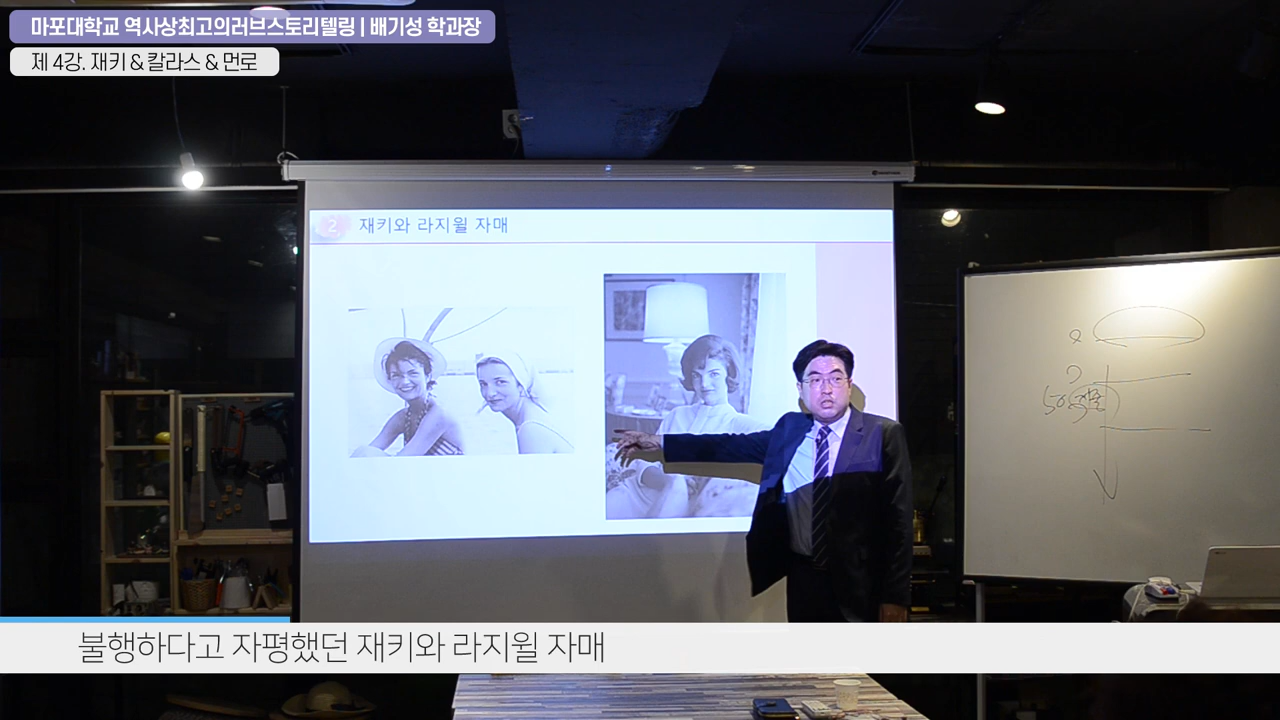 마포대학교 역사상최고의러브스토리텔링 | 배기성 학과장
제 4강. 재키 & 칼라스 & 먼로
2 재키와 라지윌 자매
불행하다고 자평했던 재키와 라지윌 자매